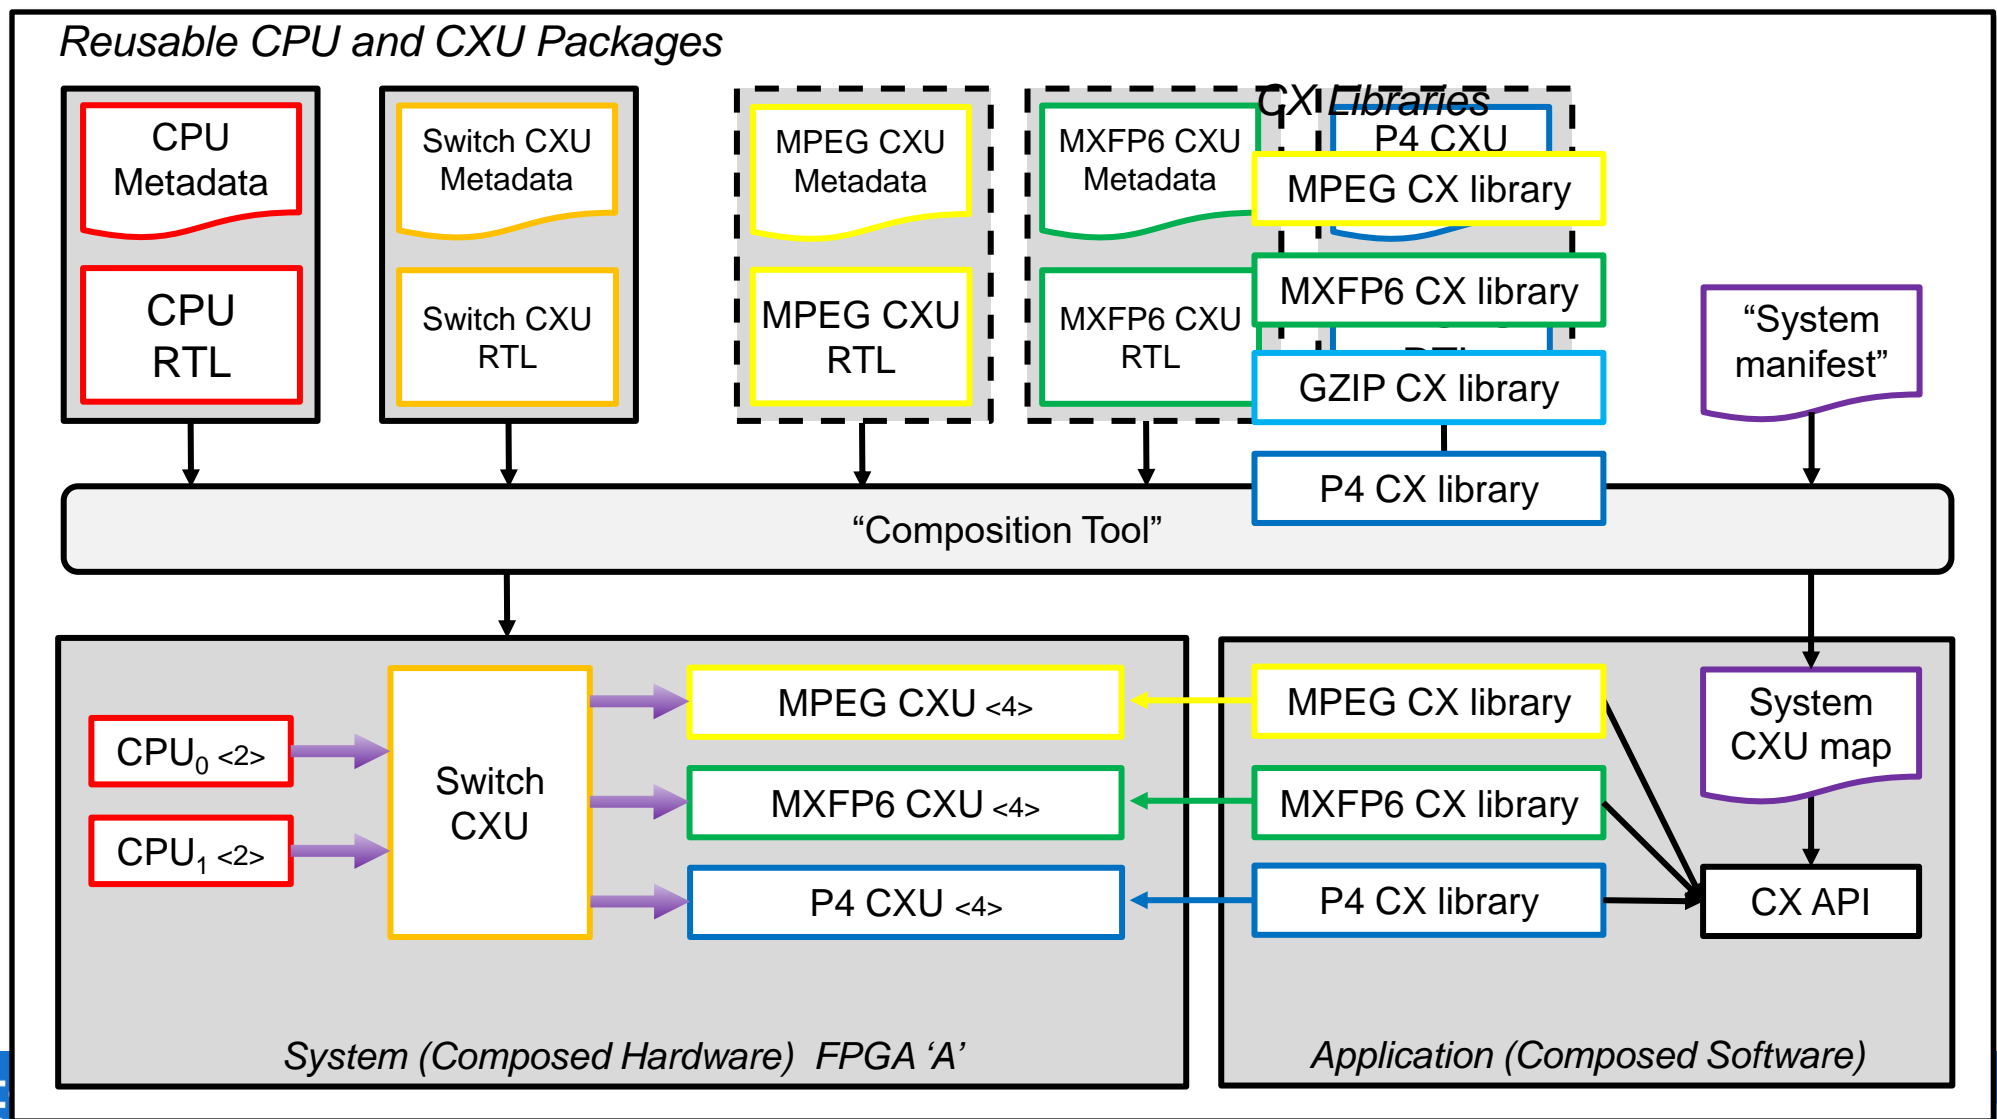 Reusable CPU and CXU Packages
CX Libraries
CPU
Metadata
Switch CXU
Metadata
MPEG CXU
Metadata
MXFP6 CXU
Metadata
P4 CXU
MPEG CX library
CPU
RTL
Switch CXU
RTL
MPEG CXU
RTL
MXFP6 CXU
RTL
MXFP6 CX library
GZIP CX library
P4 CX library
“System
manifest”
“Composition Tool”
CPU0 <2>
CPU1 <2>
Switch
CXU
MPEG CXU <4>
MXFP6 CXU <4>
P4 CXU <4>
System (Composed Hardware)  FPGA ‘A’
MPEG CX library
MXFP6 CX library
P4 CX library
System
CXU map
CX API
Application (Composed Software)